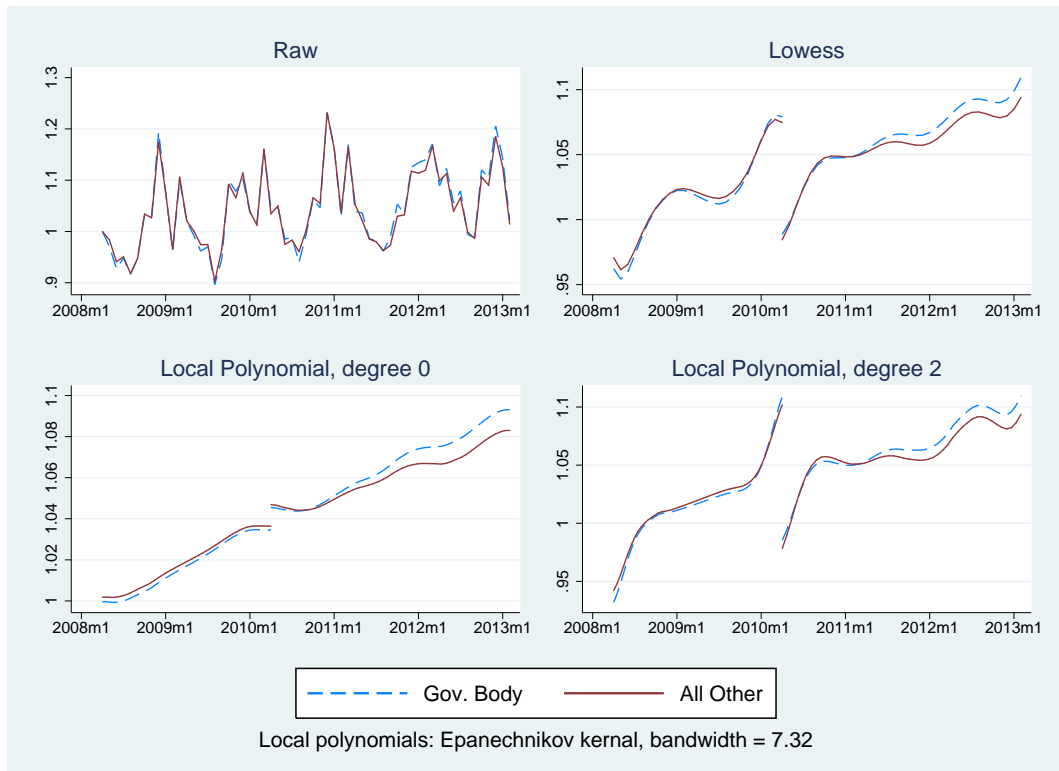 Raw
1.3
1.2
1.1
1
.9
2008m1 2009m1 2010m1 2011m1 2012m1 2013m1
Lowess
1.1
1.05
1
.95
2008m1 2009m1 2010m1 2011m1 2012m1 2013m1
Local Polynomial, degree 0
1.1
1.08
1.06
1.04
1.02
1
2008m1 2009m1 2010m1 2011m1 2012m1 2013m1
Local Polynomial, degree 2
1.1
1.05
1
.95
2008m1 2009m1 2010m1 2011m1 2012m1 2013m1
Gov. Body All Other
Local polynomials: Epanechnikov kernal, bandwidth = 7.32